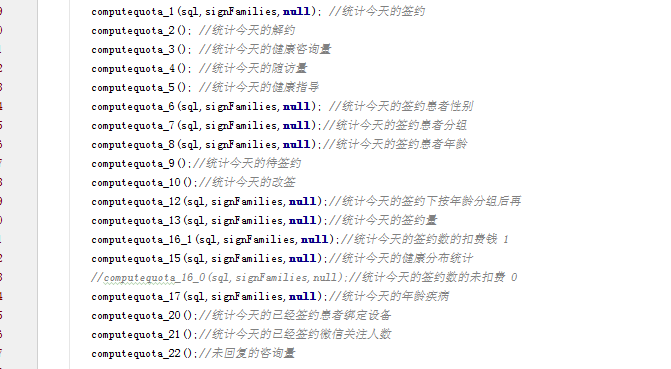 computequota_1(sql,signFamilies,null); //统计今天的签约
computequota_2(); //统计今天的解约
computequota_3(); //统计今天的健康咨询量
computequota_4(); //统计今天的随访量
computequota_5(); //统计今天的健康指导
computequota_6(sql,signFamilies,null); //统计今天的签约患者性别
computequota_7(sql,signFamilies,null);//统计今天的签约患者分组
computequota_8(sql,signFamilies,null);//统计今天的签约患者年龄
computequota_9();//统计今天的待签约
computequota_10();//统计今天的改签
computequota_12(sql,signFamilies,null);//统计今天的签约下按年龄分组后再
computequota_13(sql,signFamilies,null);//统计今天的签约量
computequota_16_1(sql,signFamilies,null);//统计今天的签约数的扣费钱 1
computequota_15(sql,signFamilies,null);//统计今天的健康分布统计
//computequota_16_0(sql,signFamilies,null);//统计今天的签约数的未扣费 0
computequota_17(sql,signFamilies,null);//统计今天的年龄疾病
computequota_20();//统计今天的已经签约患者绑定设备
computequota_21();//统计今天的已经签约微信关注人数
computequota_22();//未回复的咨询量